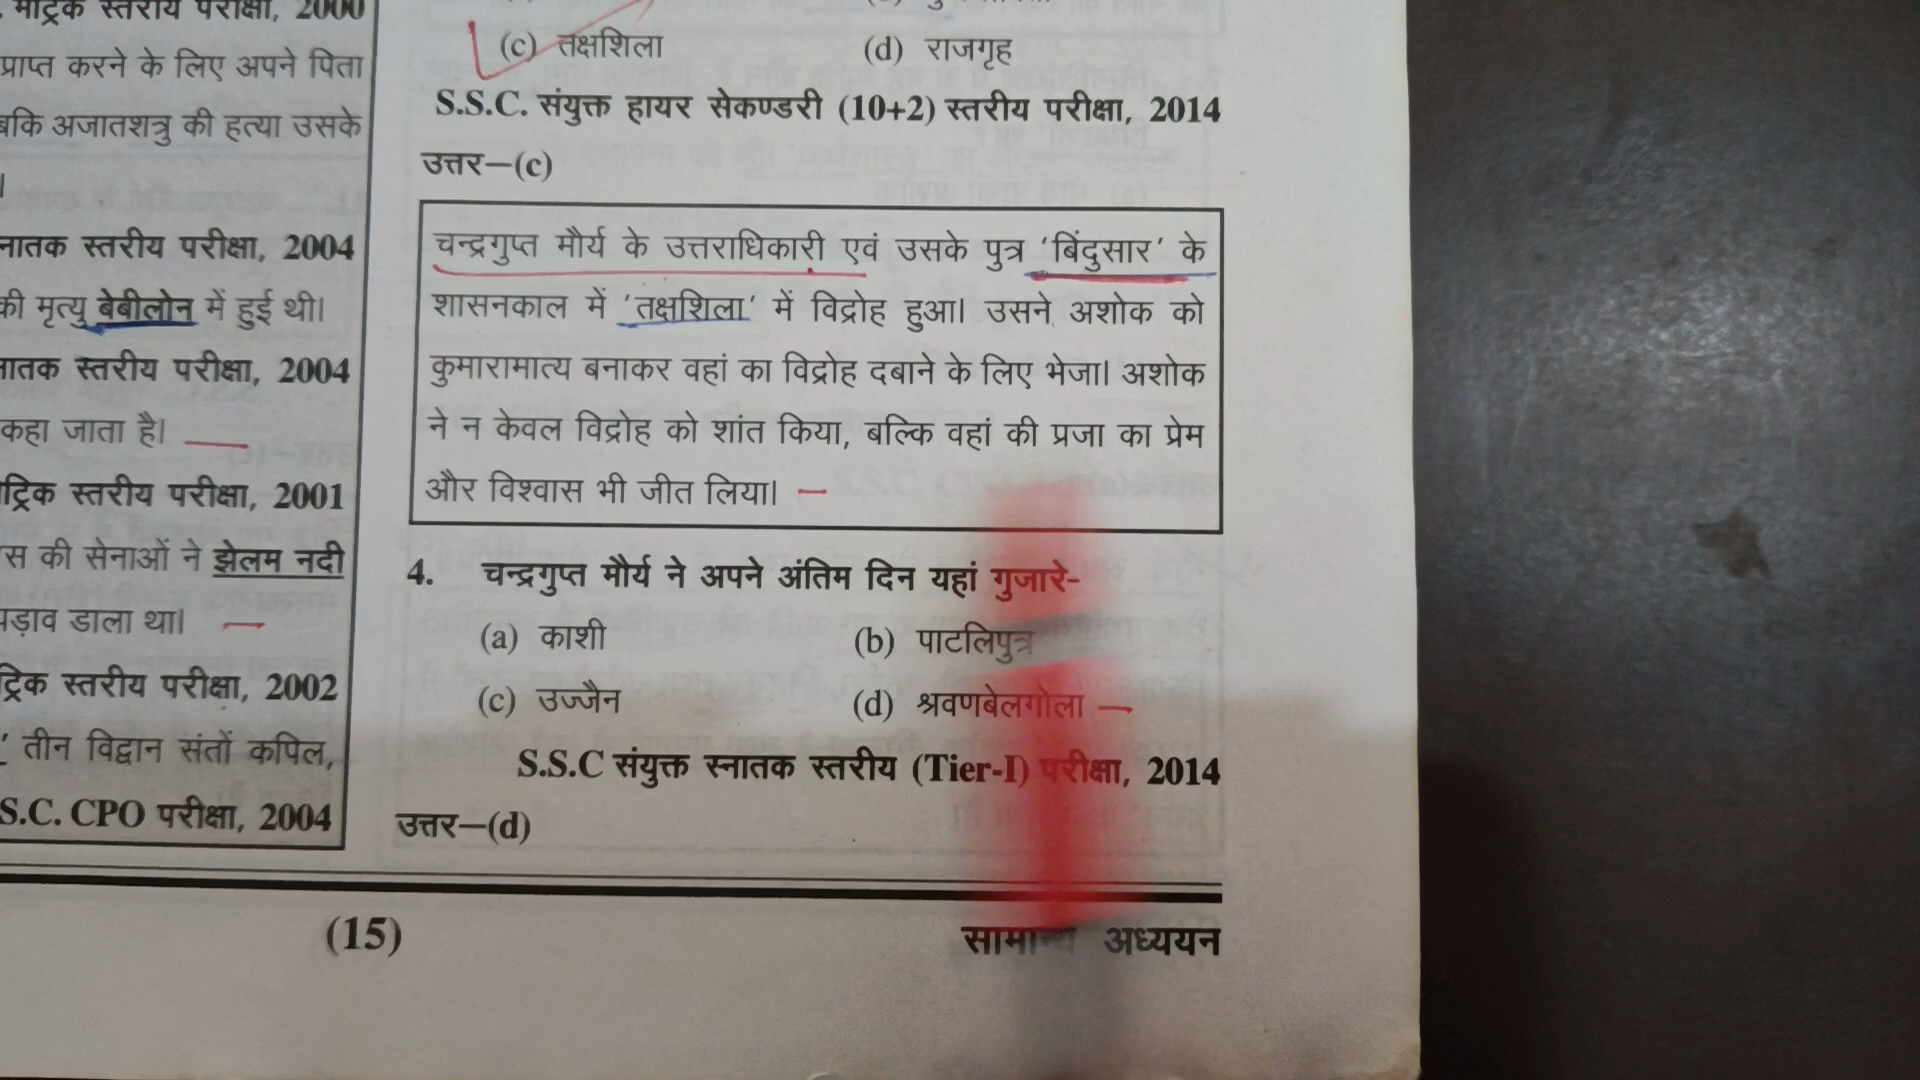 मैट्रिक स्तरीय परीक्षा, 2000
प्राप्त करने के लिए अपने पिता
अजातशत्रु की हत्या उसके
स्तरीय परीक्षा, 2004
की मृत्यु बेबीलोन में हुई थी।
स्तरीय परीक्षा, 2004
कहा जाता है।
स्तरीय परीक्षा, 2001
की सेनाओं ने झेलम नदी
पड़ाव डाला था।
स्तरीय परीक्षा, 2002
तीन विद्वान संतों कपिल,
S.C. CPO परीक्षा, 2004
(c) तक्षशिला (d) राजगृह
S.S.C. संयुक्त हायर सेकण्डरी (10+2) स्तरीय परीक्षा, 2014
उत्तर–(c)
चन्द्रगुप्त मौर्य के उत्तराधिकारी एवं उसके पुत्र 'बिंदुसार' के
शासनकाल में 'तक्षशिला' में विद्रोह हुआ। उसने अशोक को
कुमारामात्य बनाकर वहां का विद्रोह दबाने के लिए भेजा। अशोक
ने न केवल विद्रोह को शांत किया, बल्कि वहां की प्रजा का प्रेम
और विश्वास भी जीत लिया।
4. चन्द्रगुप्त मौर्य ने अपने अंतिम दिन यहां गुजारे-
(a) काशी (b) पाटलिपुत्र
(c) उज्जैन (d) श्रवणबेलगोला
S.S.C संयुक्त स्नातक स्तरीय (Tier-I) परीक्षा, 2014
उत्तर–(d)
(15) सामान्य अध्ययन